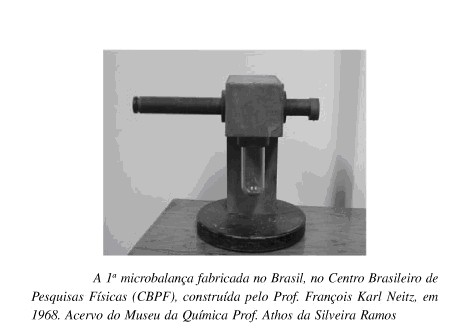 A 1ª microbalança fabricada no Brasil, no Centro Brasileiro de
Pesquisas Físicas (CBPF), construída pelo Prof. François Karl Neitz, em
1968. Acervo do Museu da Química Prof. Athos da Silveira Ramos